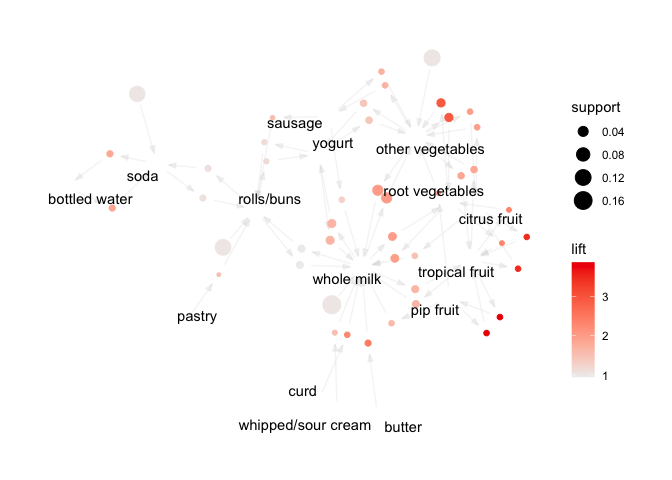 support
0.04
0.08
0.12
0.16
lift
3
2
1
sausage
yogurt
other vegetables
soda
bottled water
rolls/buns
root vegetables
citrus fruit
whole milk
tropical fruit
pastry
pip fruit
curd
whipped/sour cream
butter